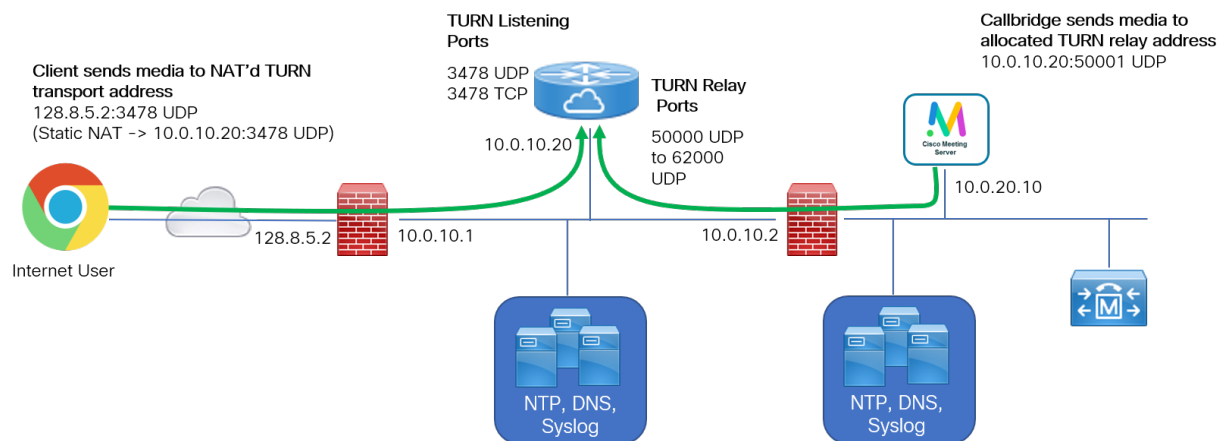 Client sends media to NAT'd TURN
transport address
128.8.5.2:3478 UDP
(Static NAT -> 10.0.10.20:3478 UDP)
Internet User
128.8.5.2
10.0.10.1
TURN Listening
Ports
3478 UDP
3478 TCP
10.0.10.20
TURN Relay
Ports
50000 UDP
to 62000
UDP
10.0.10.2
Callbridge sends media to
allocated TURN relay address
10.0.10.20:50001 UDP
Cisco Meeting
Server
10.0.20.10
M
NTP, DNS,
Syslog
NTP, DNS,
Syslog